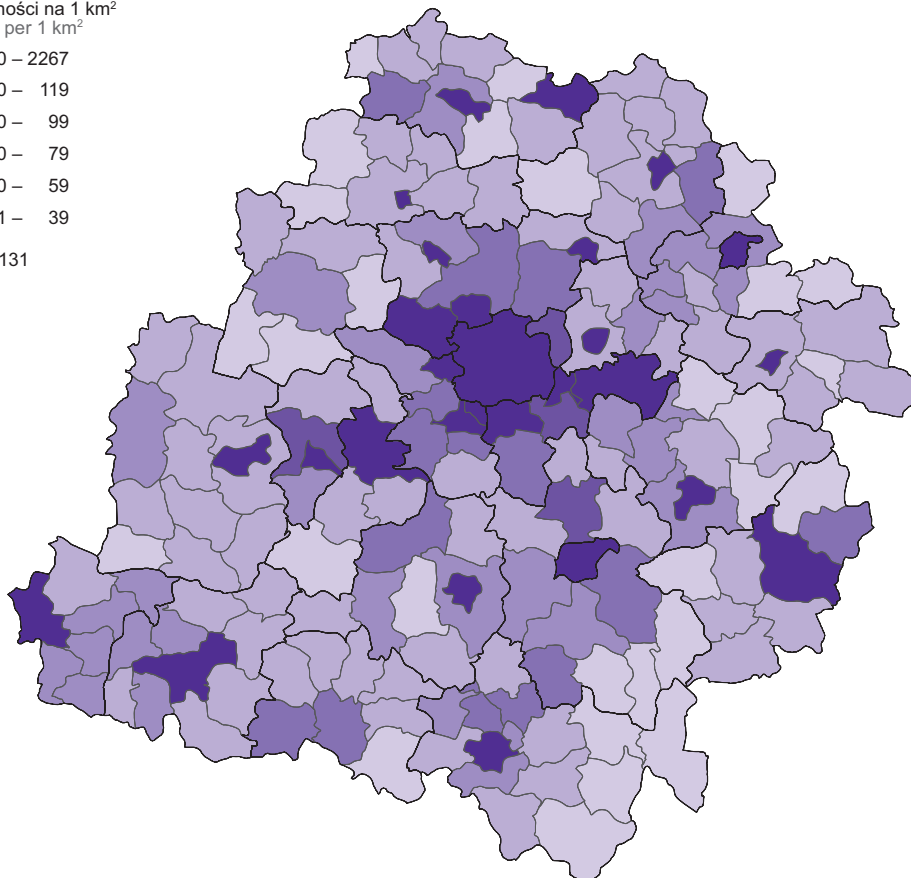 ności na 1 km²
per 1 km²
0 – 2267
0 – 119
0 – 99
0 – 79
0 – 59
1 – 39
131